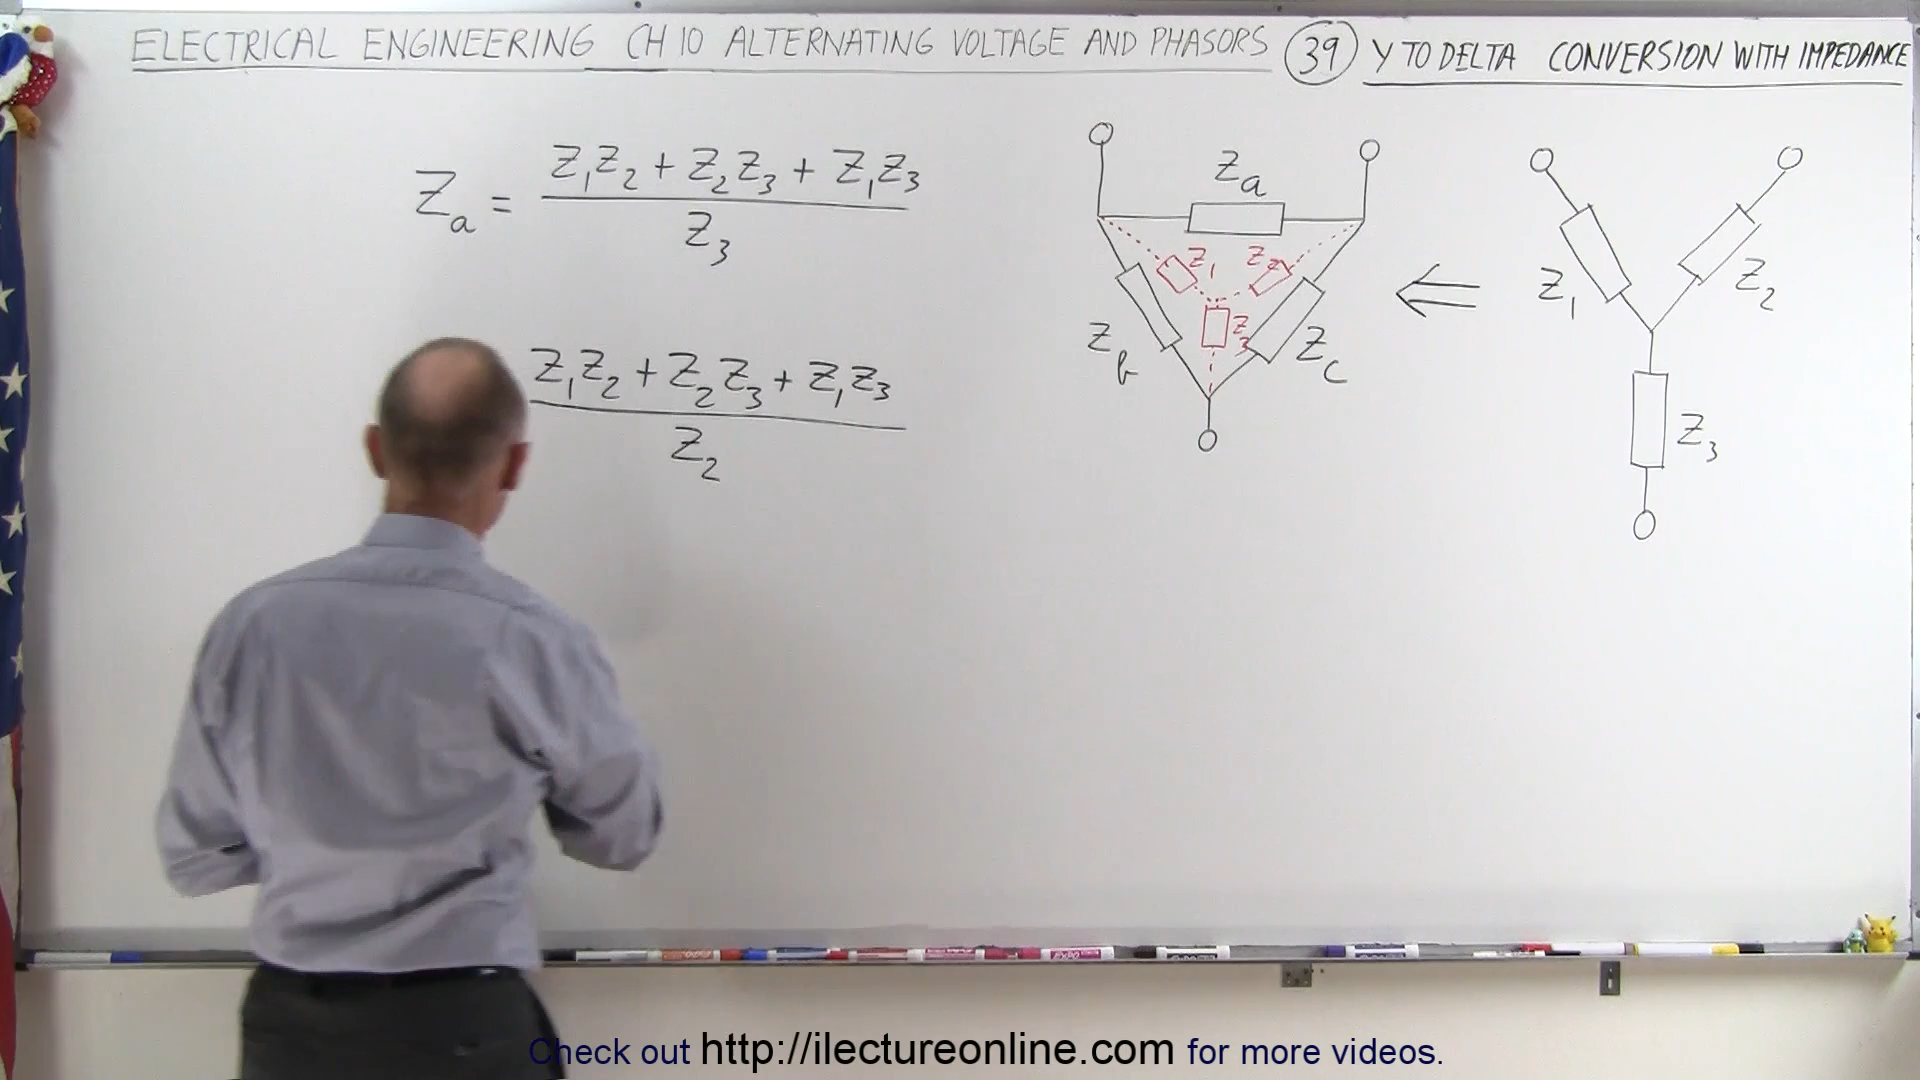 ELECTRICAL ENGINEERING CH 10 ALTERNATING VOLTAGE AND PHASORS 39 Y TO DELTA CONVERSION WITH IMPEDANCE
Za = Z1Z2 + Z2Z3 + Z1Z3
Z3
Z1Z2 + Z2Z3 + Z1Z3
Z2
Za
Z1 Z2
Z3
Zb Zc
Z1 Z2
Z3
Check out http://ilectureonline.com for more videos.